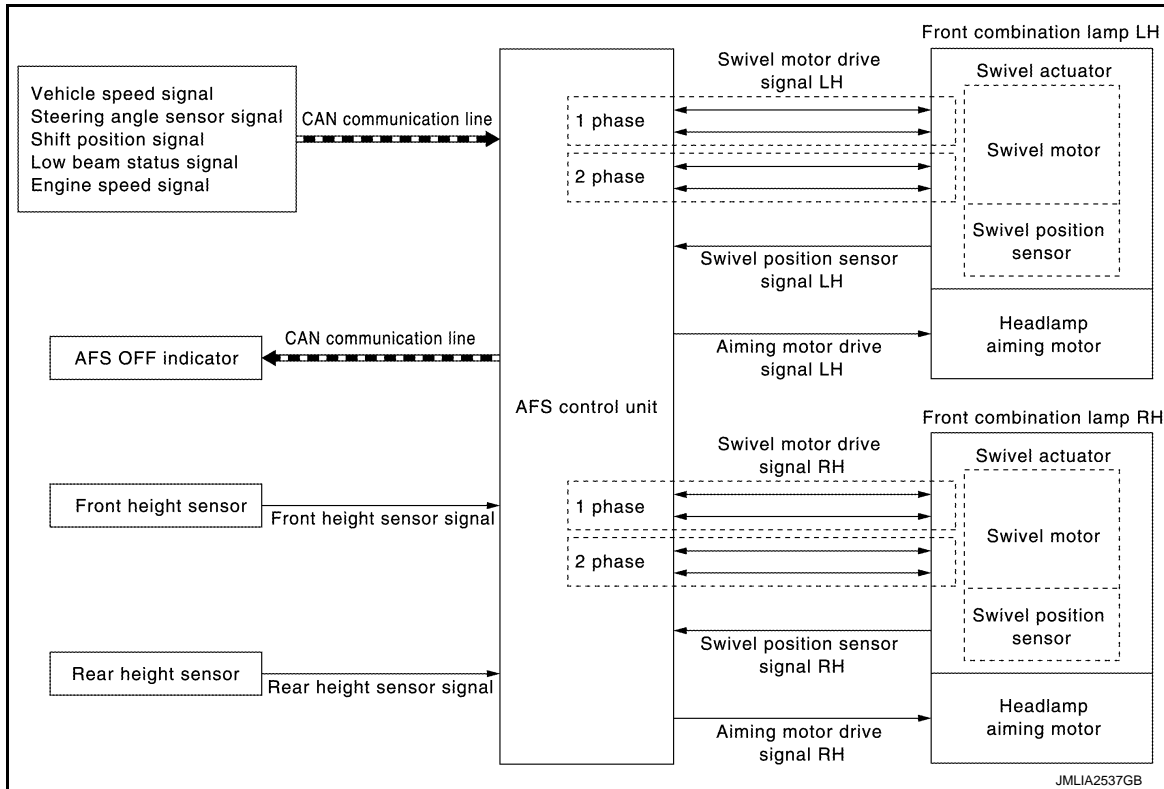 Vehicle speed signal
Steering angle sensor signal
Shift position signal
Low beam status signal
Engine speed signal
CAN communication line
AFS OFF indicator
CAN communication line
Front height sensor
Front height sensor signal
Rear height sensor
Rear height sensor signal
AFS control unit
Front combination lamp LH
Swivel motor drive
signal LH
1 phase
2 phase
Swivel actuator
Swivel motor
Swivel position
sensor
Swivel position sensor
signal LH
Aiming motor drive
signal LH
Headlamp
aiming motor
Front combination lamp RH
Swivel motor drive
signal RH
1 phase
2 phase
Swivel actuator
Swivel motor
Swivel position
sensor
Swivel position sensor
signal RH
Aiming motor drive
signal RH
Headlamp
aiming motor
JMLIA2537GB